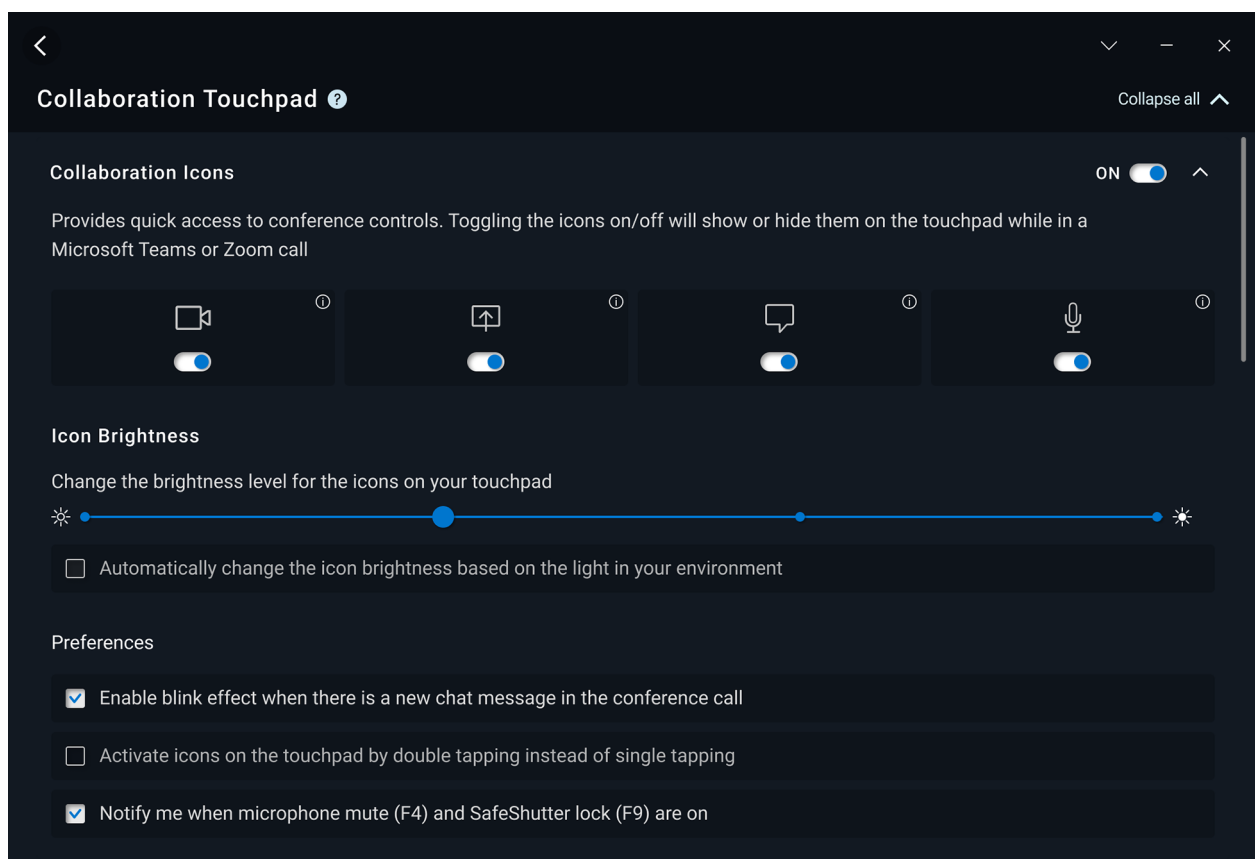 Collaboration Touchpad ?
Collapse all
Collaboration Icons
ON
Provides quick access to conference controls. Toggling the icons on/off will show or hide them on the touchpad while in a
Microsoft Teams or Zoom call
Icon Brightness
Change the brightness level for the icons on your touchpad
Automatically change the icon brightness based on the light in your environment
Preferences
Enable blink effect when there is a new chat message in the conference call
Activate icons on the touchpad by double tapping instead of single tapping
Notify me when microphone mute (F4) and SafeShutter lock (F9) are on